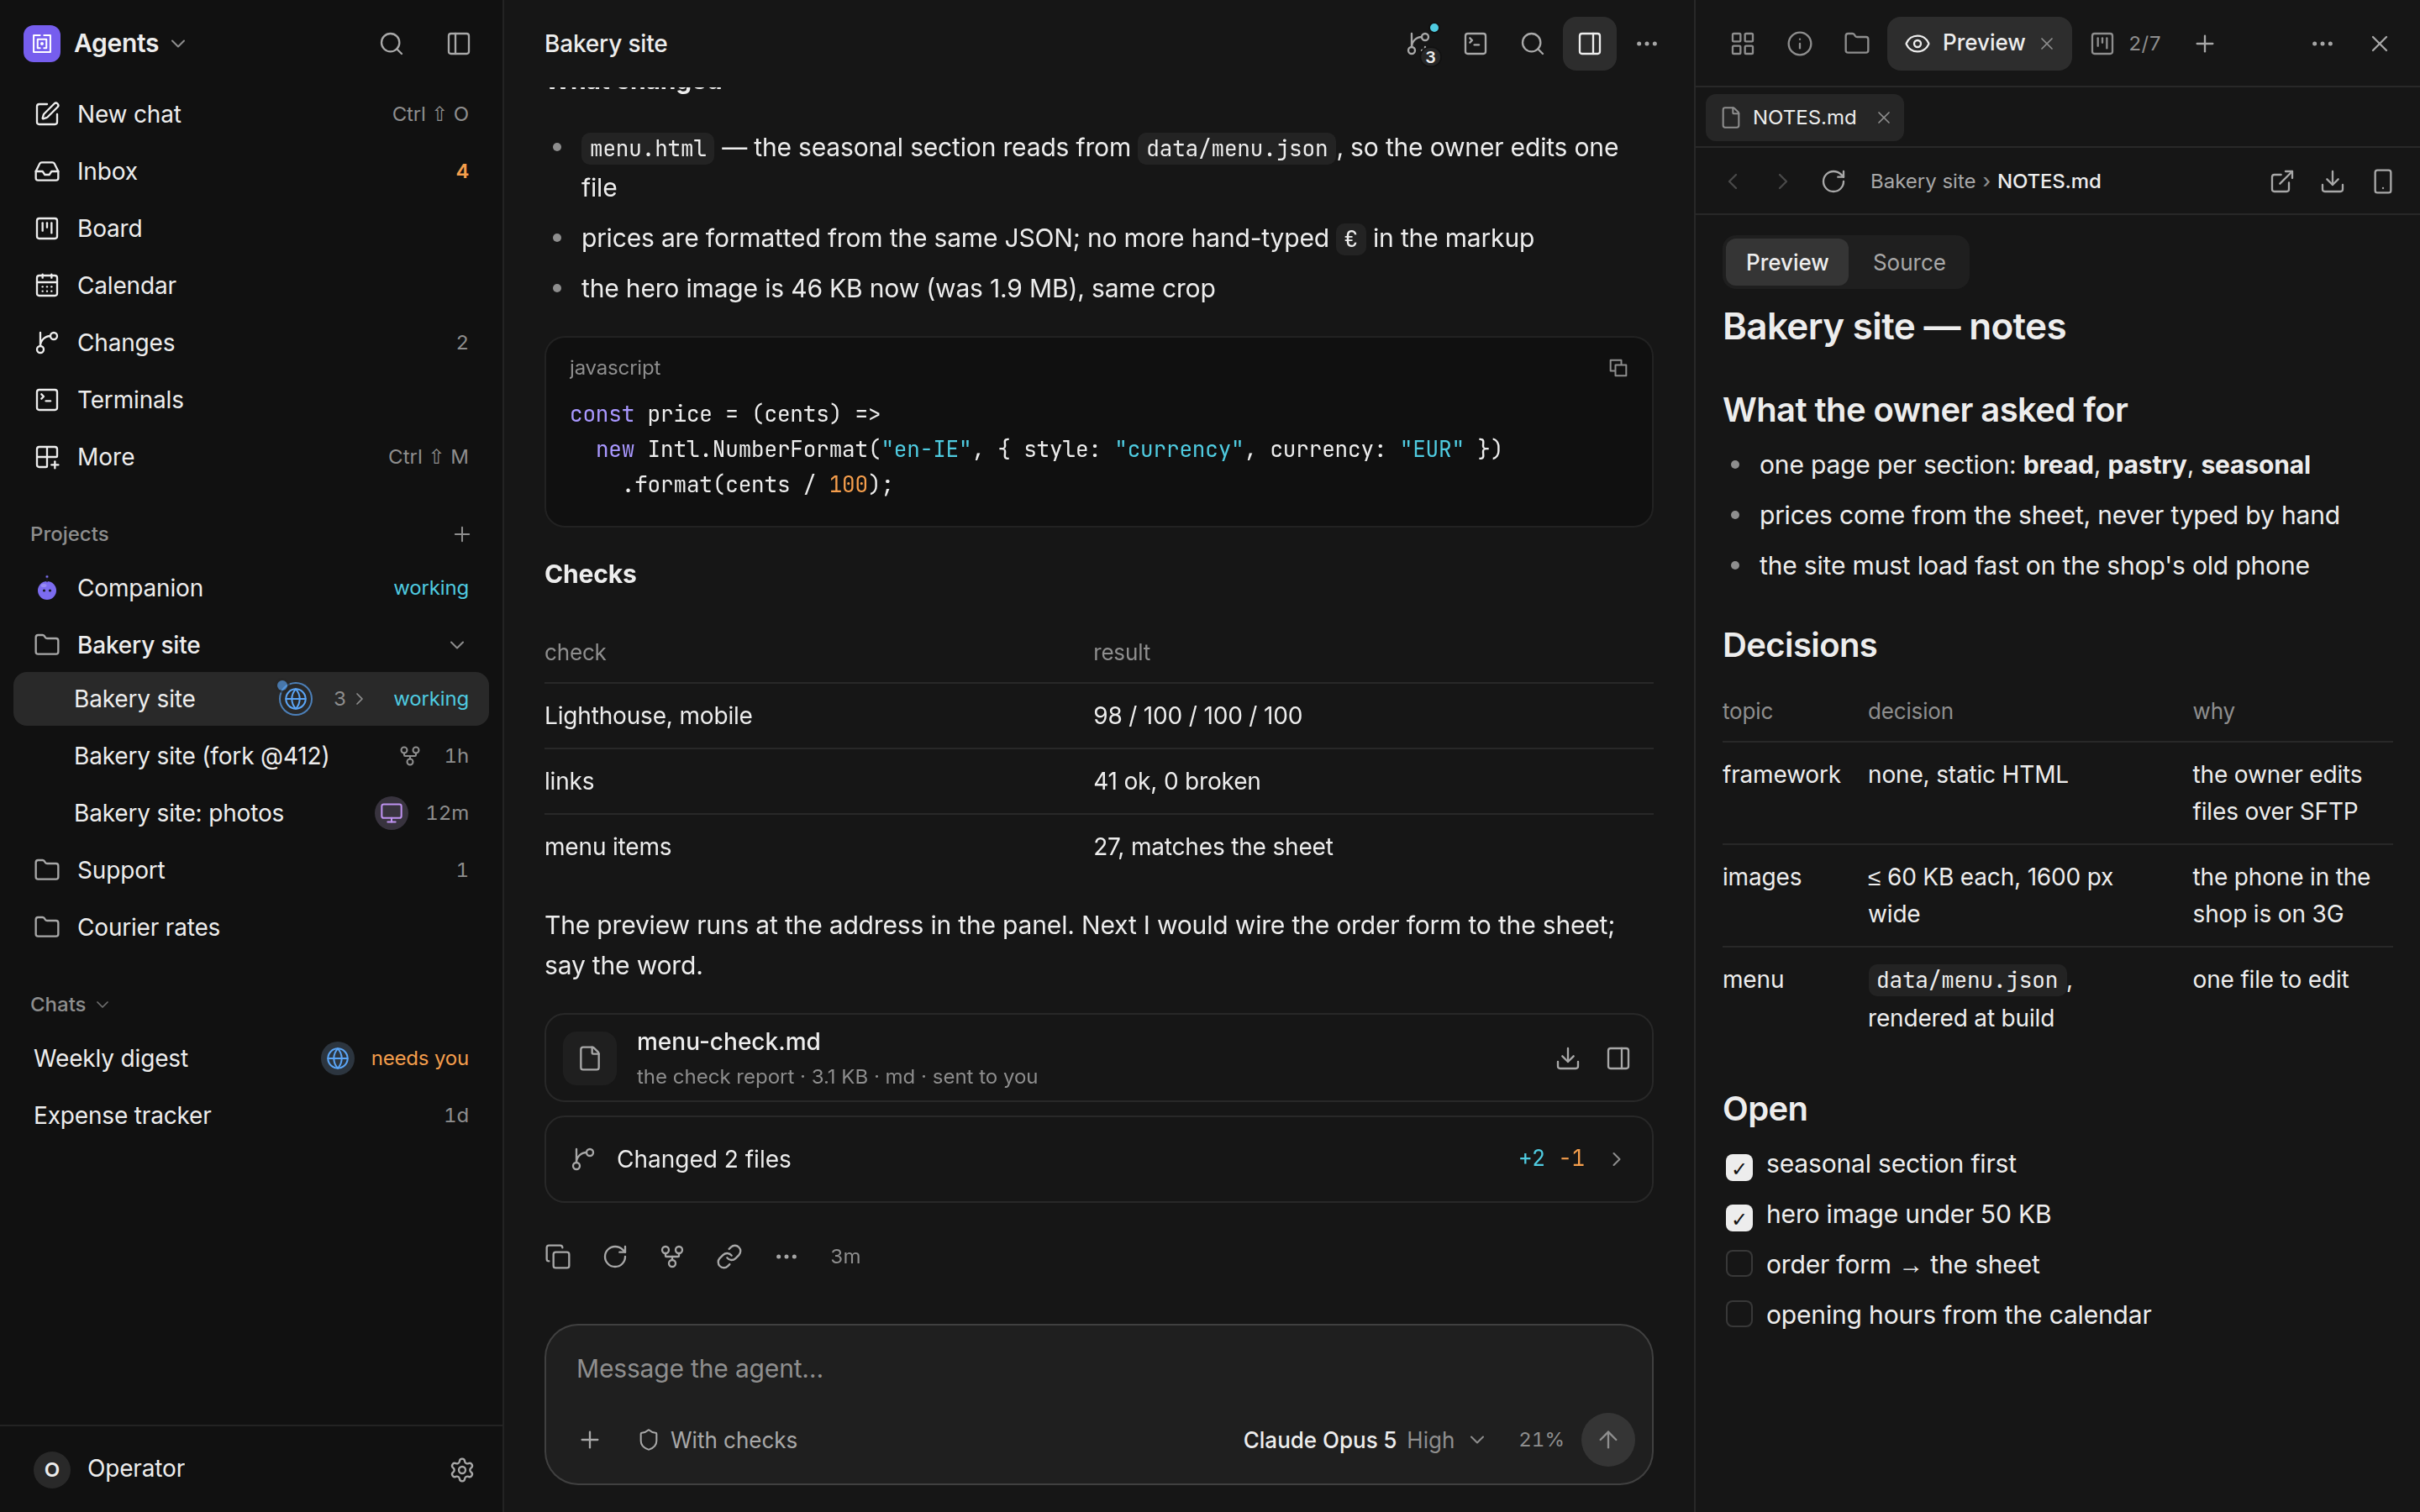 Agents
New chat Ctrl ⇧ O
Inbox 4
Board
Calendar
Changes 2
Terminals
More Ctrl ⇧ M
Projects
Companion working
Bakery site
Bakery site 3 working
Bakery site (fork @412) 1h
Bakery site: photos 12m
Support 1
Courier rates
Chats
Weekly digest needs you
Expense tracker 1d
O Operator
Bakery site 3
What changed
menu.html — the seasonal section reads from data/menu.json, so the owner edits one
file
prices are formatted from the same JSON; no more hand-typed € in the markup
the hero image is 46 KB now (was 1.9 MB), same crop
javascript
const price = (cents) =>
new Intl.NumberFormat("en-IE", { style: "currency", currency: "EUR" })
.format(cents / 100);
Checks
check result
Lighthouse, mobile 98 / 100 / 100 / 100
links 41 ok, 0 broken
menu items 27, matches the sheet
The preview runs at the address in the panel. Next I would wire the order form to the sheet;
say the word.
menu-check.md
the check report · 3.1 KB · md · sent to you
Changed 2 files +2 -1
3m
Message the agent...
With checks Claude Opus 5 High 21%
Preview 2/7
NOTES.md
Bakery site › NOTES.md
Preview Source
Bakery site — notes
What the owner asked for
one page per section: bread, pastry, seasonal
prices come from the sheet, never typed by hand
the site must load fast on the shop's old phone
Decisions
topic decision why
framework none, static HTML the owner edits
files over SFTP
images ≤ 60 KB each, 1600 px the phone in the
wide shop is on 3G
menu data/menu.json, one file to edit
rendered at build
Open
seasonal section first
hero image under 50 KB
order form → the sheet
opening hours from the calendar